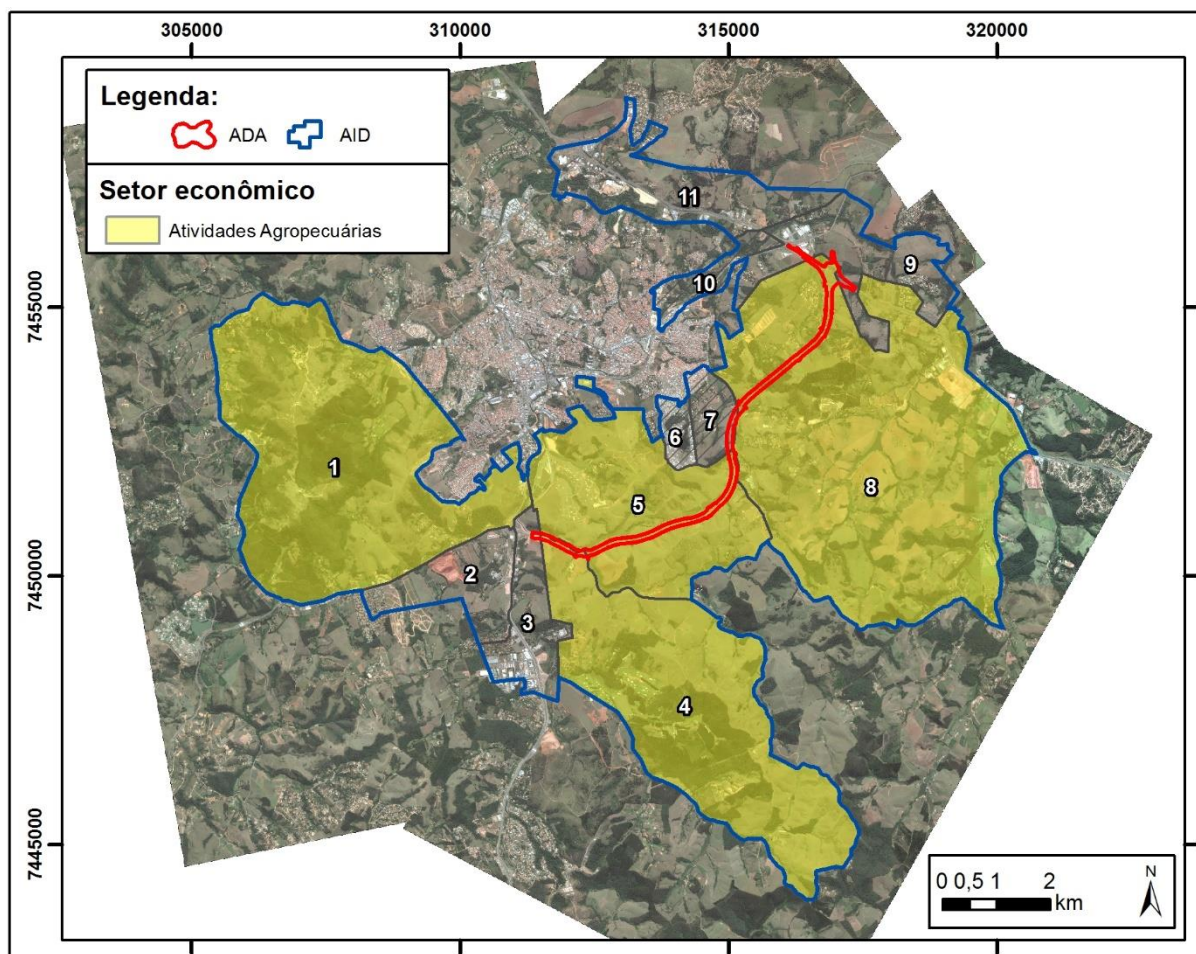 305000 310000 315000 320000
Legenda:
ADA AID
Setor econômico
Atividades Agropecuárias
11
9
10
7455000
6 7
1
8
5
2
7450000
3
4
7445000
0 0,5 1 2
km
N